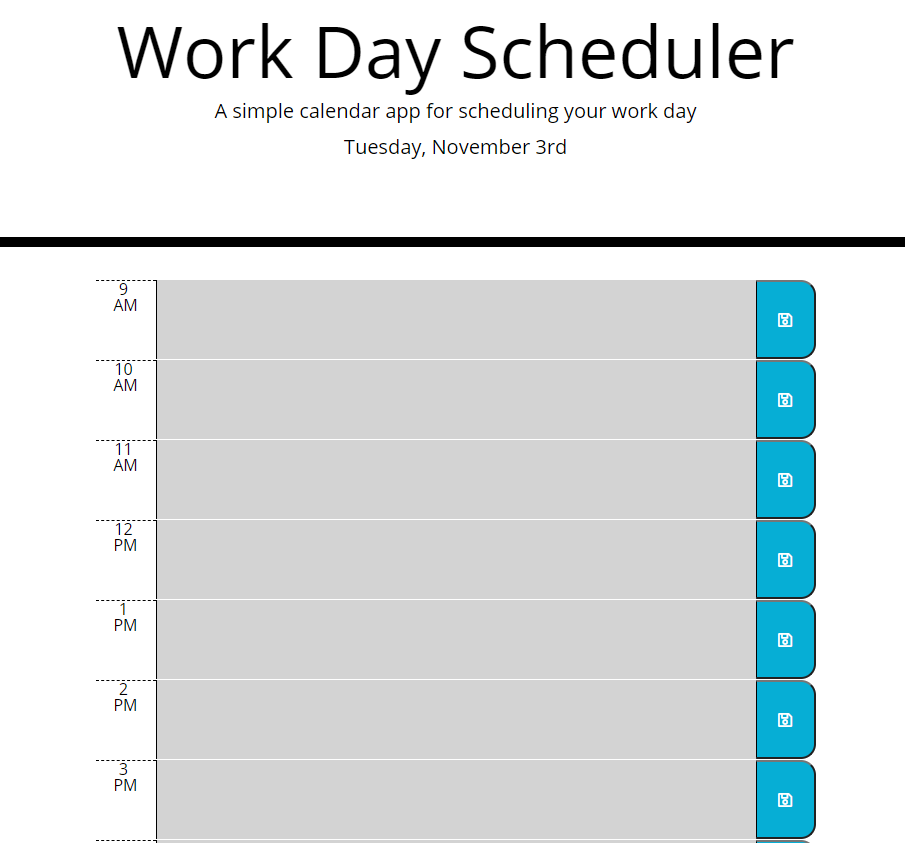 Work Day Scheduler
A simple calendar app for scheduling your work day
Tuesday, November 3rd
9
AM
10
AM
11
AM
12
PM
1
PM
2
PM
3
PM